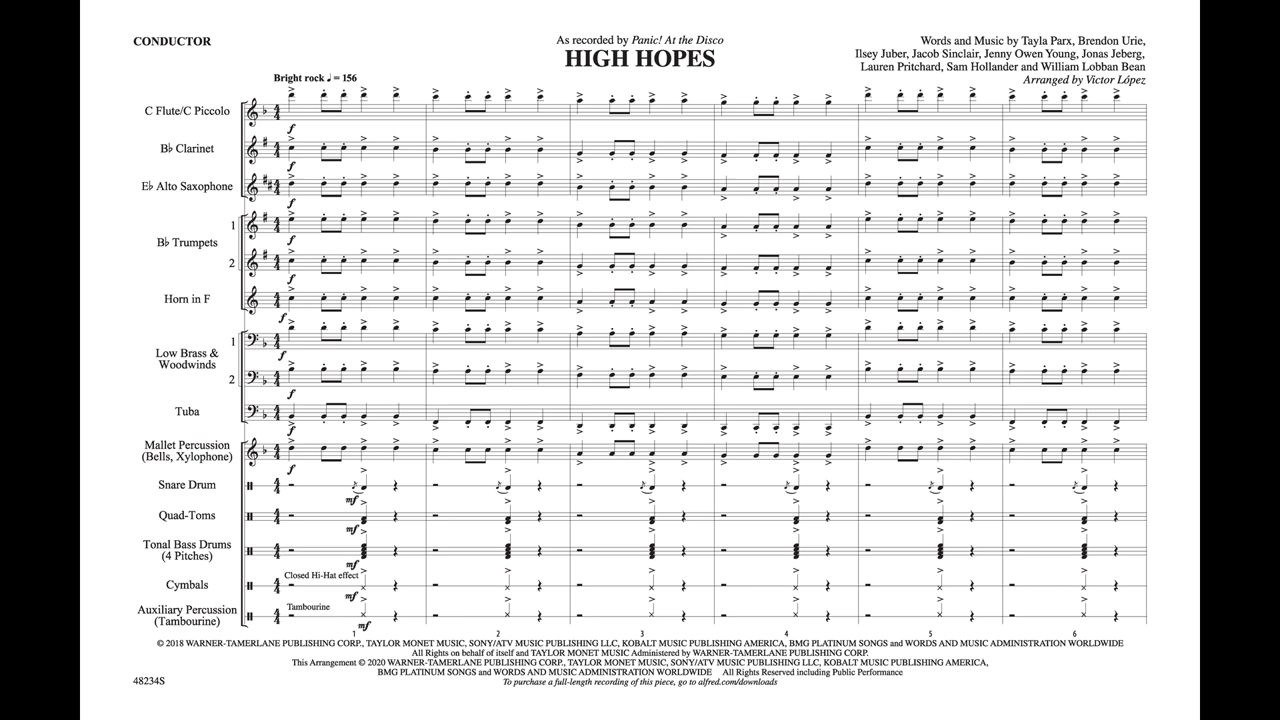 CONDUCTOR
As recorded by Panic! At the Disco
HIGH HOPES
Words and Music by Tayla Parx, Brendon Urie,
Ilsey Juber, Jacob Sinclair, Jenny Owen Young, Jonas Jeberg,
Lauren Pritchard, Sam Hollander and William Lobban Bean
Arranged by Victor López
Bright rock ♩ = 156
C Flute/C Piccolo
f
B♭ Clarinet
f
E♭ Alto Saxophone
f
1
B♭ Trumpets
f
2
f
Horn in F
f
1
Low Brass &
Woodwinds
f
2
f
Tuba
f
Mallet Percussion
(Bells, Xylophone)
f
Snare Drum
mf
Quad-Toms
mf
Tonal Bass Drums
(4 Pitches)
mf
Closed Hi-Hat effect
Cymbals
mf
Auxiliary Percussion
(Tambourine)
Tambourine
mf
1 2 3 4 5 6
© 2018 WARNER-TAMERLANE PUBLISHING CORP., TAYLOR MONET MUSIC, SONY/ATV MUSIC PUBLISHING LLC, KOBALT MUSIC PUBLISHING AMERICA, BMG PLATINUM SONGS and WORDS AND MUSIC ADMINISTRATION WORLDWIDE
All Rights on behalf of itself and TAYLOR MONET MUSIC Administered by WARNER-TAMERLANE PUBLISHING CORP.
This Arrangement © 2020 WARNER-TAMERLANE PUBLISHING CORP., TAYLOR MONET MUSIC, SONY/ATV MUSIC PUBLISHING LLC, KOBALT MUSIC PUBLISHING AMERICA,
BMG PLATINUM SONGS and WORDS AND MUSIC ADMINISTRATION WORLDWIDE All Rights Reserved including Public Performance
48234S
To purchase a full-length recording of this piece, go to alfred.com/downloads